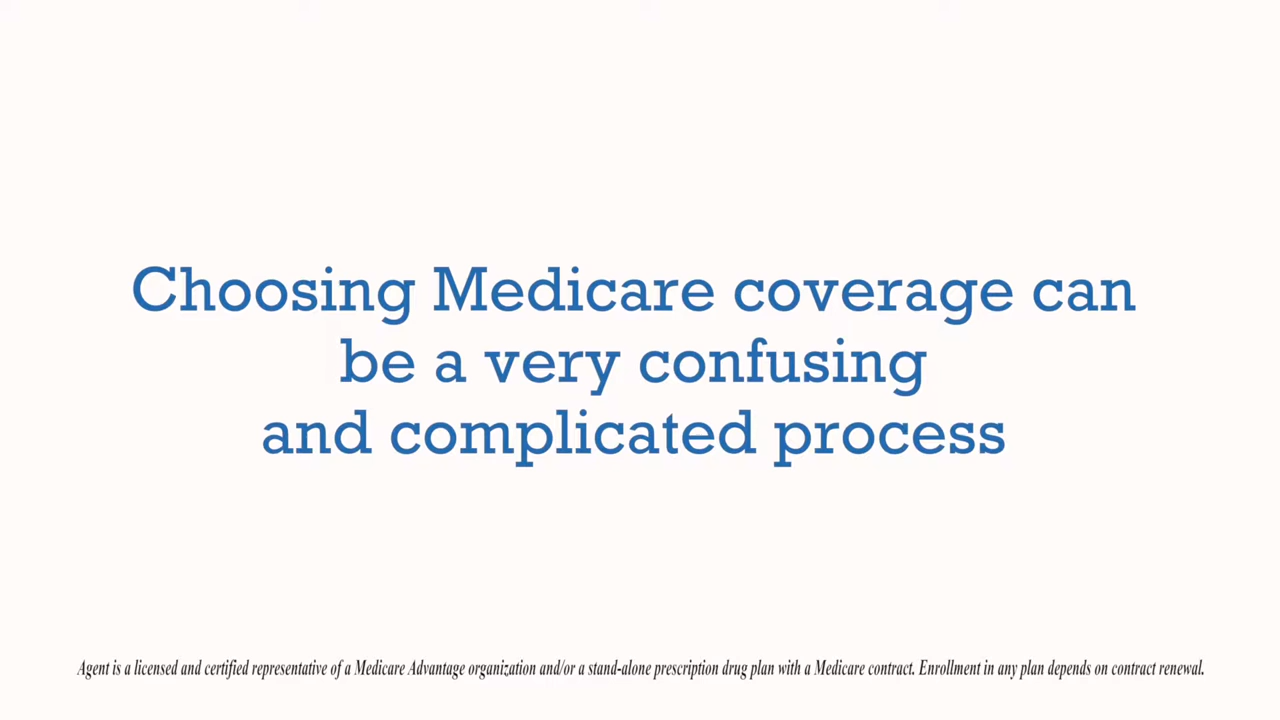 Choosing Medicare coverage can
be a very confusing
and complicated process
Agent is a licensed and certified representative of a Medicare Advantage organization and/or a stand-alone prescription drug plan with a Medicare contract. Enrollment in any plan depends on contract renewal.